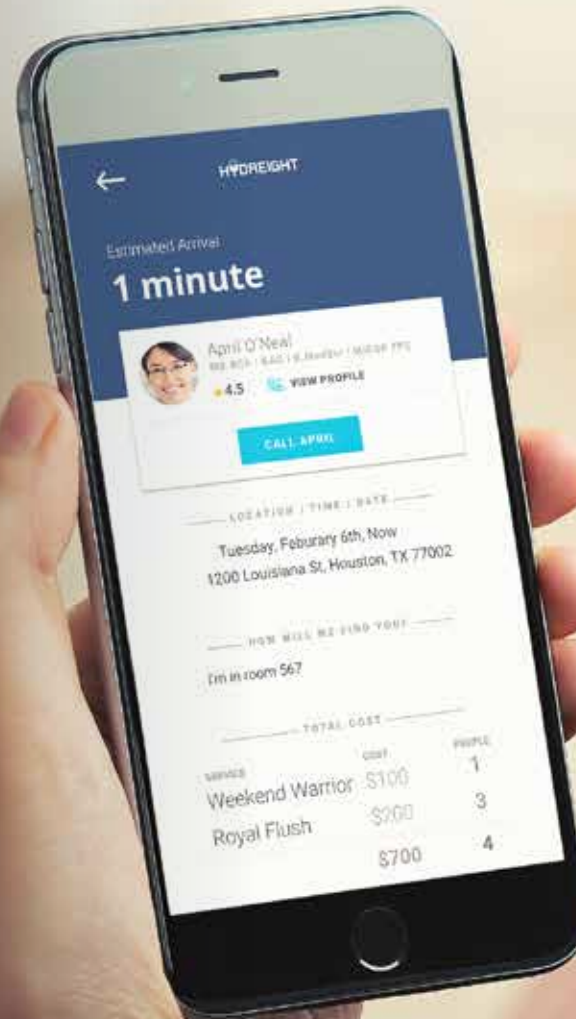 HYDREIGHT
Estimated Arrival
1 minute
April O'Neal
4.5 VIEW PROFILE
CALL APRIL
LOCATION | TIME | DATE
Tuesday, Feburary 6th, Now
1200 Louisiana St, Houston, TX 77002
HOW WILL WE FIND YOU?
I'm in room 567
TOTAL COST
SERVICE COST PEOPLE
Weekend Warrior $100 1
Royal Flush $200 3
$700 4